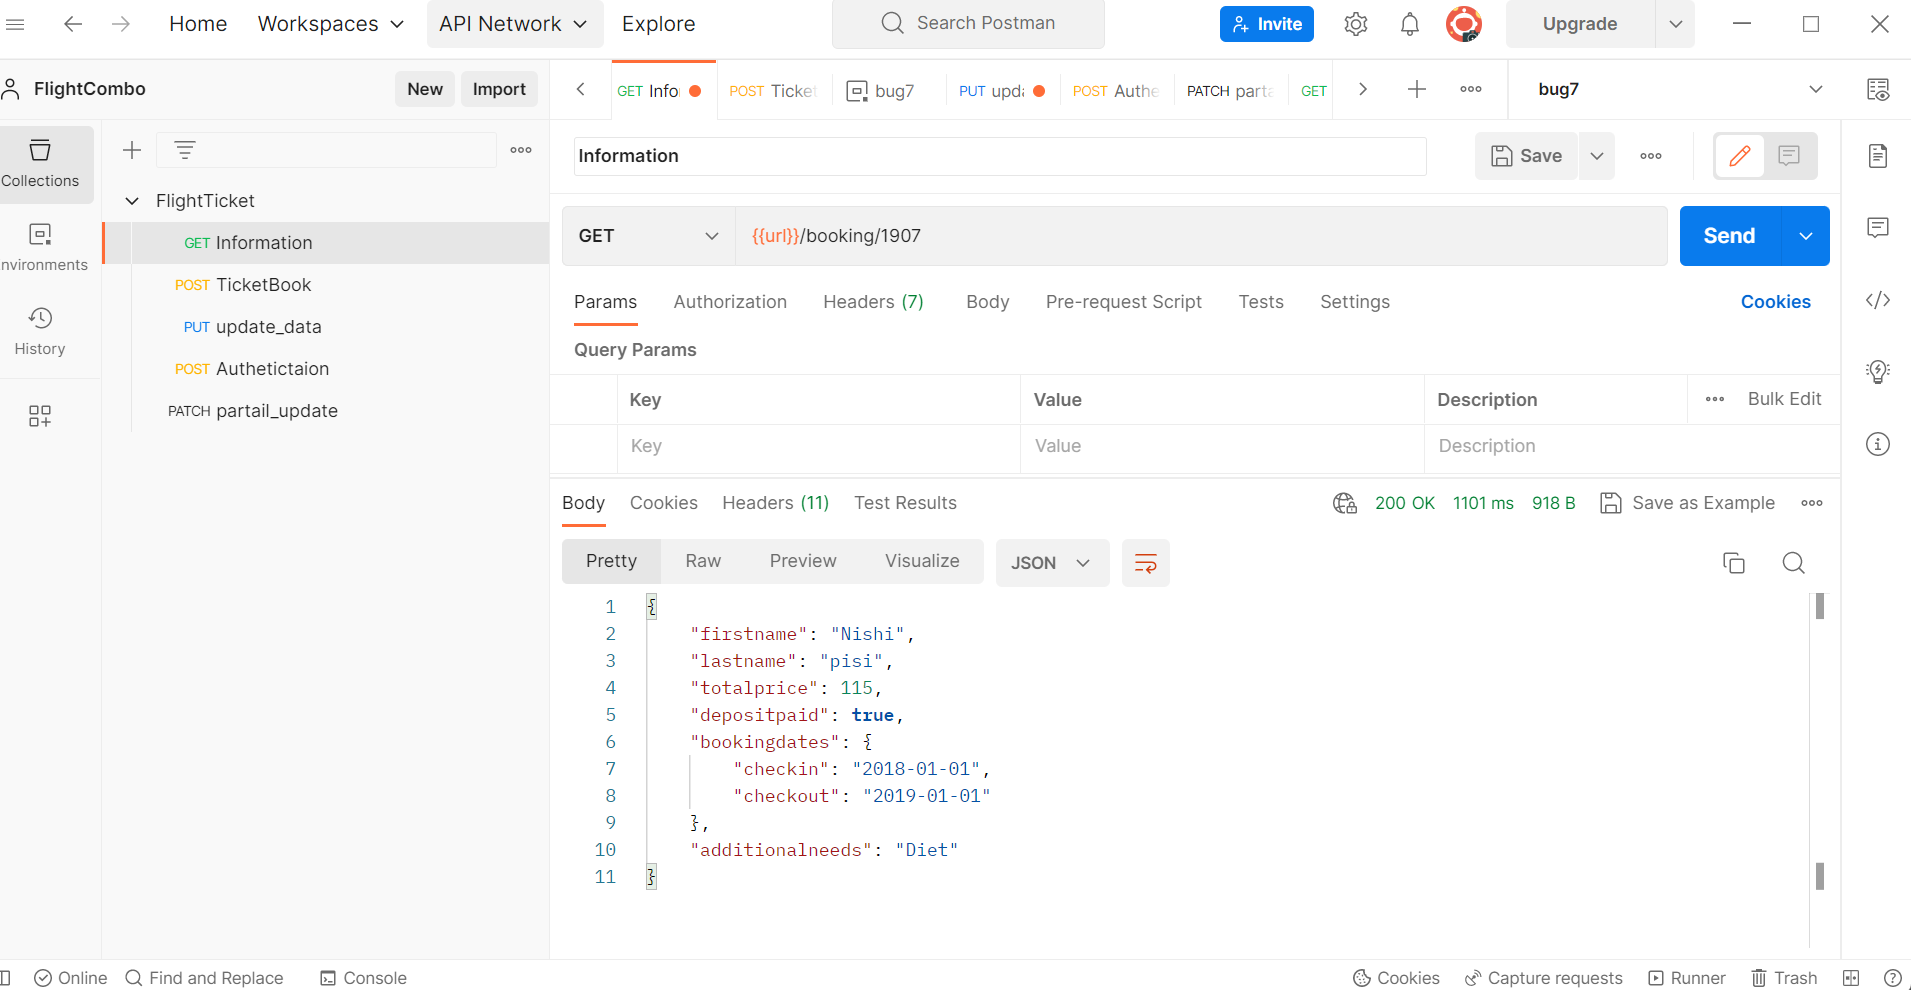 Home Workspaces API Network Explore Search Postman Invite Upgrade
FlightCombo New Import
GET Infor POST Ticket bug7 PUT upda POST Authe PATCH parta GET bug7
Collections
nvironments
History
FlightTicket
GET Information
POST TicketBook
PUT update_data
POST Authetictaion
PATCH partail_update
Information Save
GET {{url}}/booking/1907 Send
Params Authorization Headers (7) Body Pre-request Script Tests Settings Cookies
Query Params
Key Value Description Bulk Edit
Key Value Description
Body Cookies Headers (11) Test Results 200 OK 1101 ms 918 B Save as Example
Pretty Raw Preview Visualize JSON
1 {
2 "firstname": "Nishi",
3 "lastname": "pisi",
4 "totalprice": 115,
5 "depositpaid": true,
6 "bookingdates": {
7 "checkin": "2018-01-01",
8 "checkout": "2019-01-01"
9 },
10 "additionalneeds": "Diet"
11 }
Online Find and Replace Console Cookies Capture requests Runner Trash